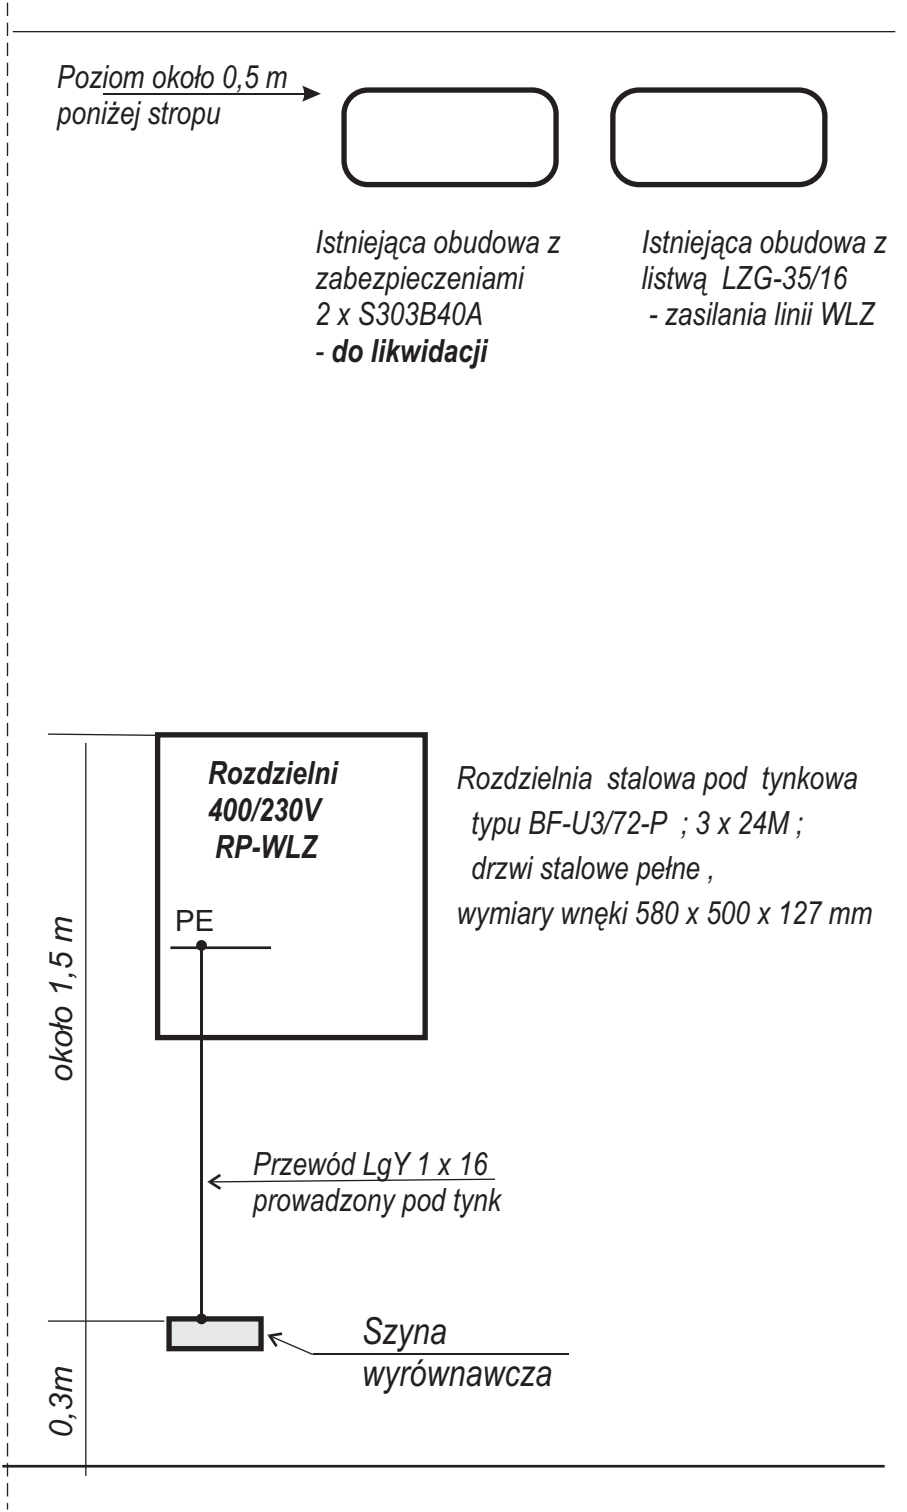 Poziom około 0,5 m
poniżej stropu
Istniejąca obudowa z
zabezpieczeniami
2 x S303B40A
- do likwidacji
Istniejąca obudowa z
listwą LZG-35/16
- zasilania linii WLZ
Rozdzielni
400/230V
RP-WLZ
PE
Rozdzielnia stalowa pod tynkowa
typu BF-U3/72-P ; 3 x 24M ;
drzwi stalowe pełne ,
wymiary wnęki 580 x 500 x 127 mm
około 1,5 m
Przewód LgY 1 x 16
prowadzony pod tynk
Szyna
wyrównawcza
0,3m